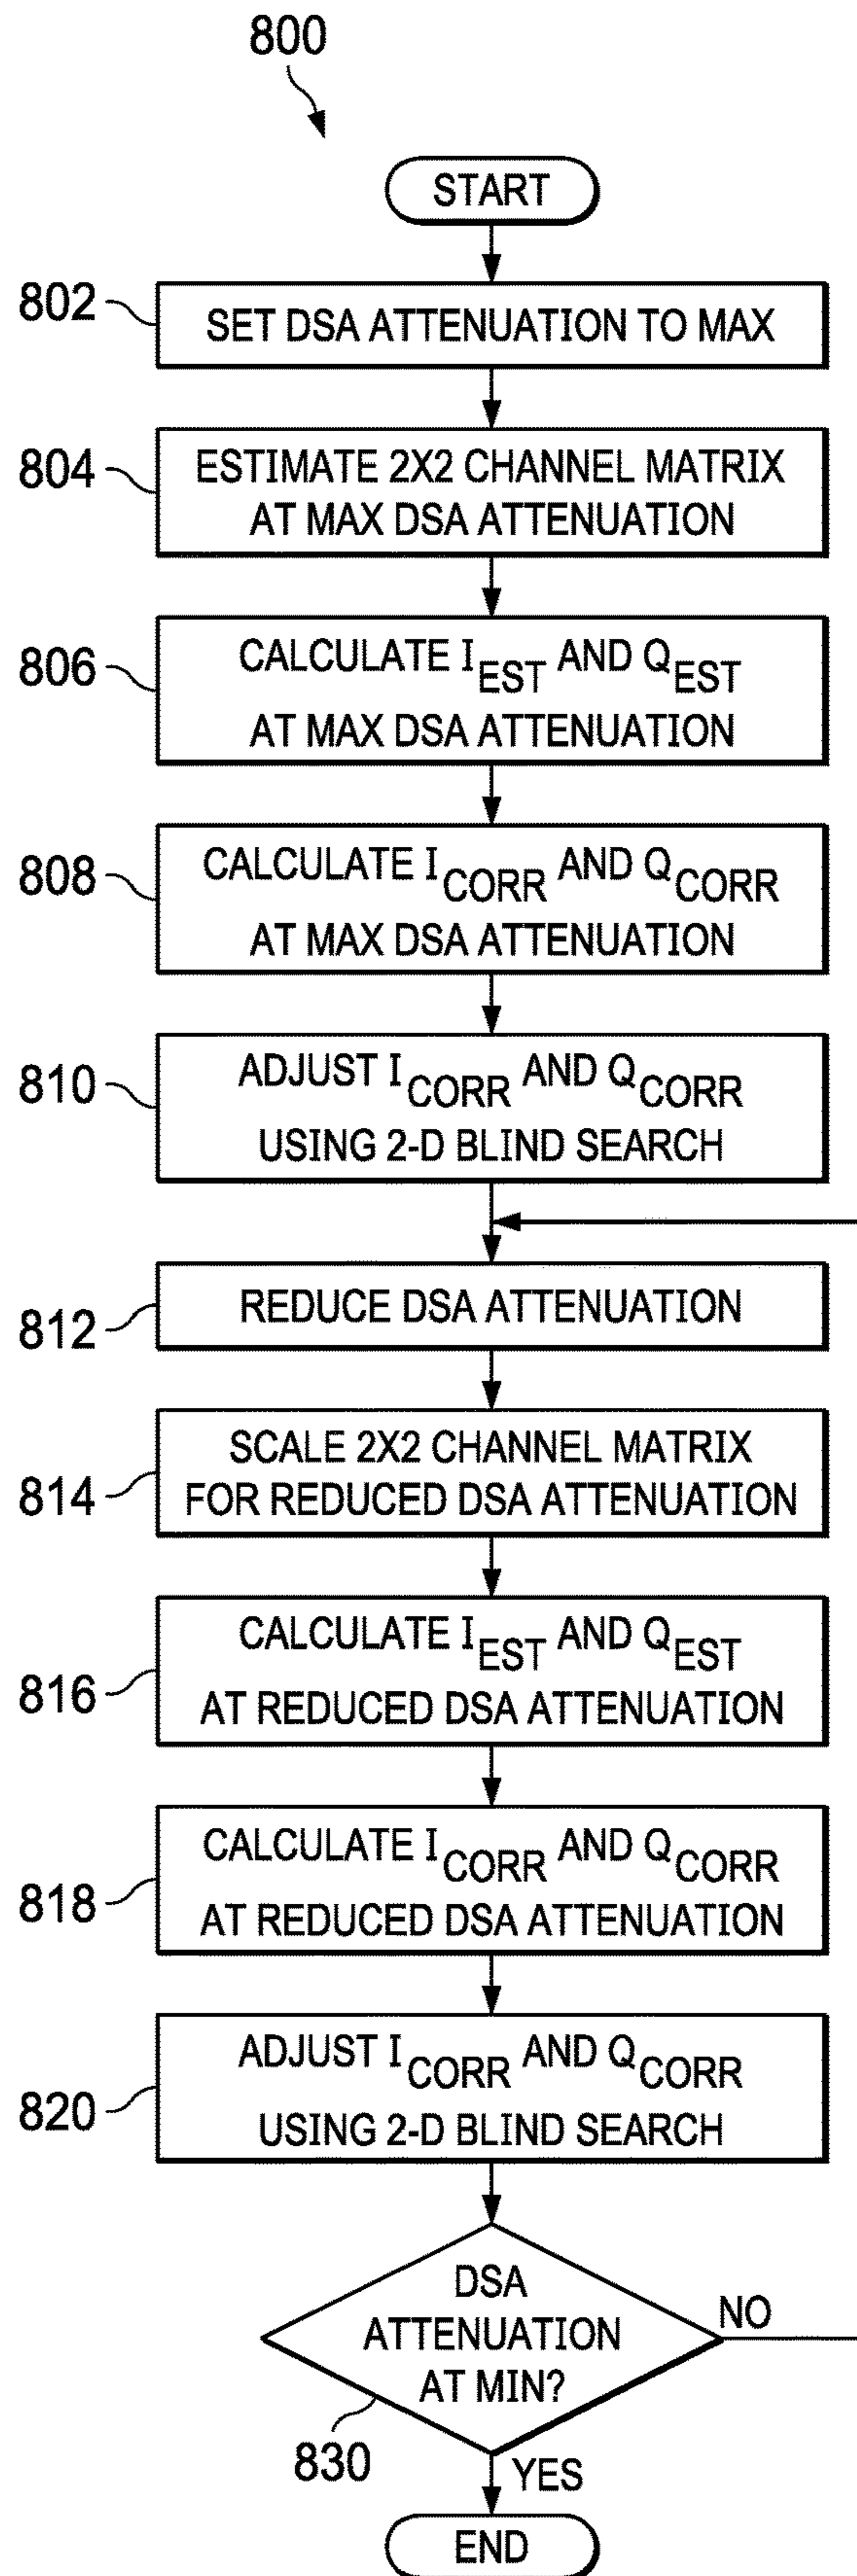 800
START
802
SET DSA ATTENUATION TO MAX
804
ESTIMATE 2X2 CHANNEL MATRIX
AT MAX DSA ATTENUATION
806
CALCULATE I_EST AND Q_EST
AT MAX DSA ATTENUATION
808
CALCULATE I_CORR AND Q_CORR
AT MAX DSA ATTENUATION
810
ADJUST I_CORR AND Q_CORR
USING 2-D BLIND SEARCH
812
REDUCE DSA ATTENUATION
814
SCALE 2X2 CHANNEL MATRIX
FOR REDUCED DSA ATTENUATION
816
CALCULATE I_EST AND Q_EST
AT REDUCED DSA ATTENUATION
818
CALCULATE I_CORR AND Q_CORR
AT REDUCED DSA ATTENUATION
820
ADJUST I_CORR AND Q_CORR
USING 2-D BLIND SEARCH
DSA
ATTENUATION
AT MIN?
NO
830
YES
END